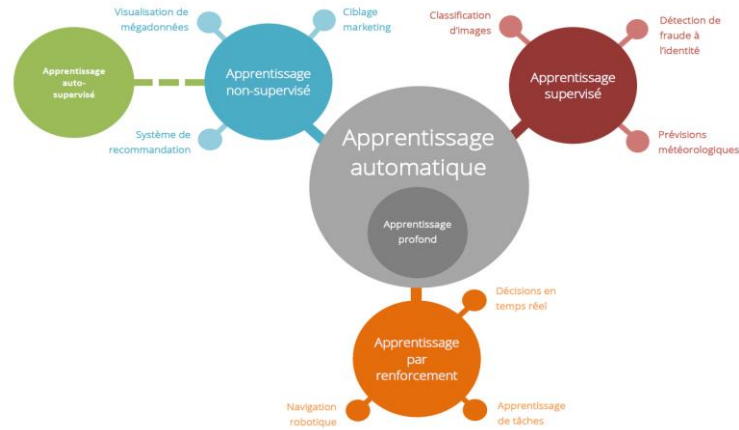 Visualisation de
mégadonnées
Ciblage
marketing
Apprentissage
auto-
supervisé
Apprentissage
non-supervisé
Système de
recommandation
Classification
d'images
Détection de
fraude à
l'identité
Apprentissage
supervisé
Prévisions
météorologiques
Apprentissage
automatique
Apprentissage
profond
Décisions en
temps réel
Apprentissage
par
renforcement
Navigation
robotique
Apprentissage
de tâches